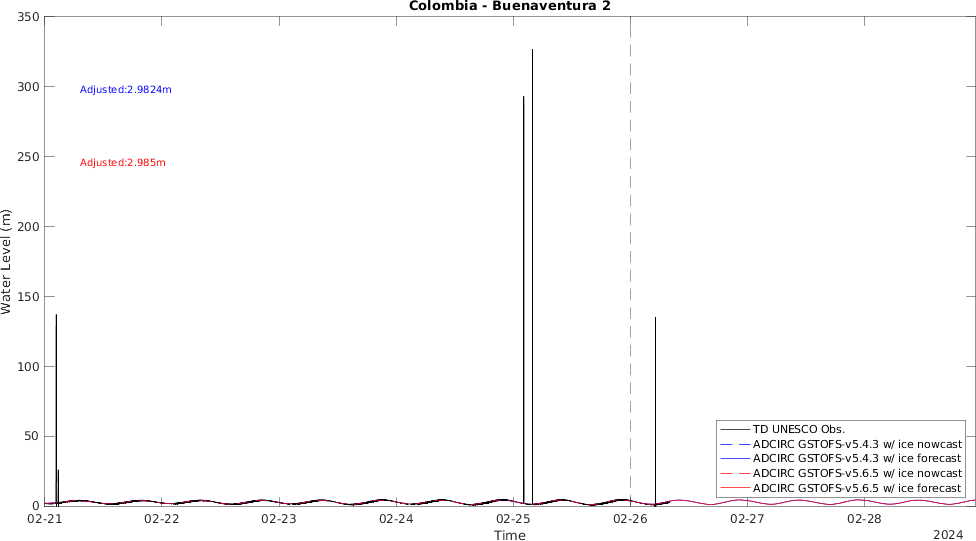 Colombia - Buenaventura 2
350
300
250
200
150
100
50
0
Water Level (m)
Adjusted:2.9824m
Adjusted:2.985m
TD UNESCO Obs.
ADCIRC GSTOFS-v5.4.3 w/ ice nowcast
ADCIRC GSTOFS-v5.4.3 w/ ice forecast
ADCIRC GSTOFS-v5.6.5 w/ ice nowcast
ADCIRC GSTOFS-v5.6.5 w/ ice forecast
02-21 02-22 02-23 02-24 02-25 02-26 02-27 02-28
Time
2024